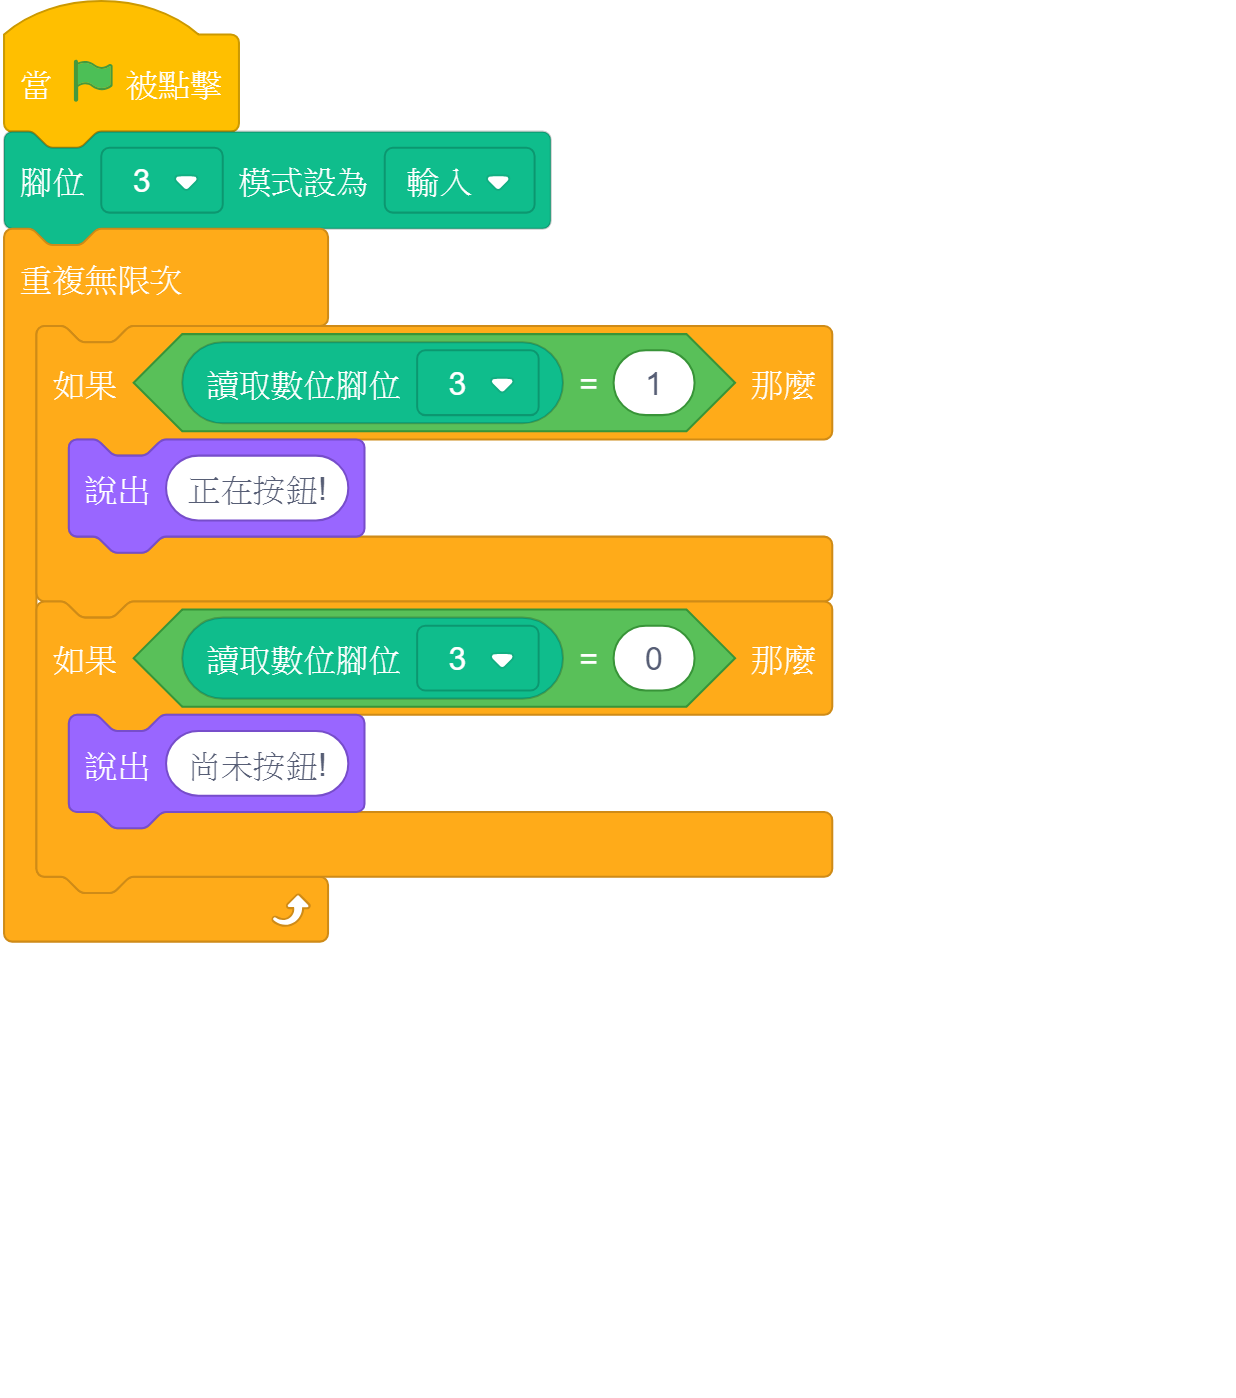 當 被點擊
腳位 3 模式設為 輸入
重複無限次
如果 讀取數位腳位 3 = 1 那麼
說出 正在按鈕!
如果 讀取數位腳位 3 = 0 那麼
說出 尚未按鈕!